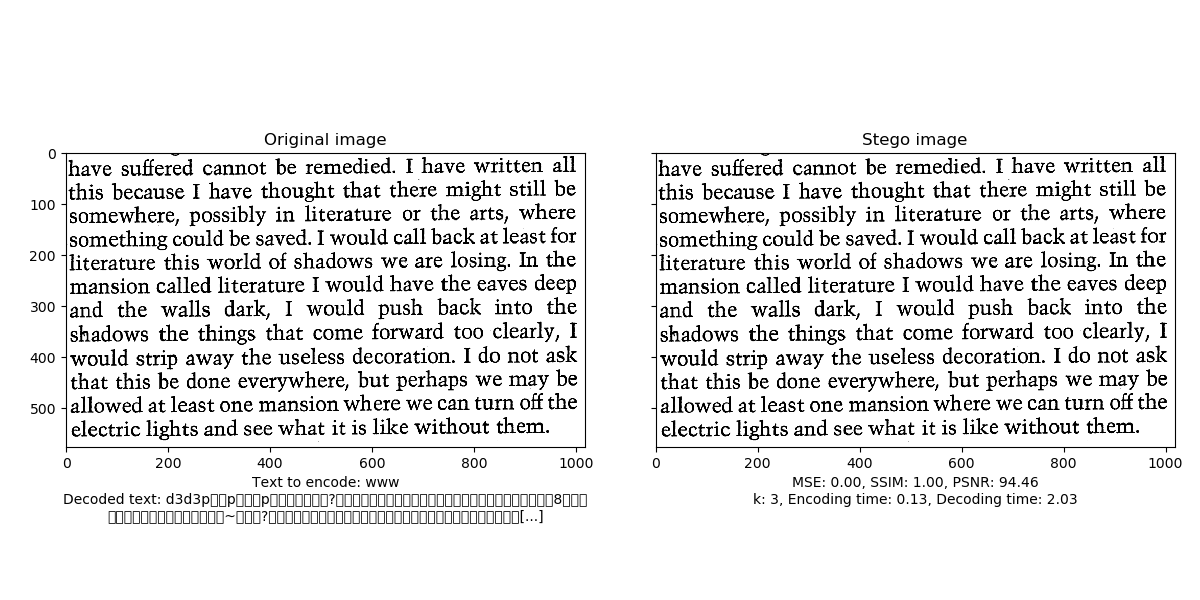 Original image
have suffered cannot be remedied. I have written all
this because I have thought that there might still be
somewhere, possibly in literature or the arts, where
something could be saved. I would call back at least for
literature this world of shadows we are losing. In the
mansion called literature I would have the eaves deep
and the walls dark, I would push back into the
shadows the things that come forward too clearly, I
would strip away the useless decoration. I do not ask
that this be done everywhere, but perhaps we may be
allowed at least one mansion where we can turn off the
electric lights and see what it is like without them.
0
100
200
300
400
500
0 200 400 600 800 1000
Text to encode: www
Decoded text: d3d3p▯▯p▯▯▯p▯▯▯▯▯▯▯?▯▯▯▯▯▯▯▯▯▯▯▯▯▯▯▯▯▯▯▯▯▯▯▯▯▯8▯▯▯
▯▯▯▯▯▯▯▯▯▯▯▯▯▯~▯▯▯?▯▯▯▯▯▯▯▯▯▯▯▯▯▯▯▯▯▯▯▯▯▯▯▯▯▯▯▯▯[...]
Stego image
have suffered cannot be remedied. I have written all
this because I have thought that there might still be
somewhere, possibly in literature or the arts, where
something could be saved. I would call back at least for
literature this world of shadows we are losing. In the
mansion called literature I would have the eaves deep
and the walls dark, I would push back into the
shadows the things that come forward too clearly, I
would strip away the useless decoration. I do not ask
that this be done everywhere, but perhaps we may be
allowed at least one mansion where we can turn off the
electric lights and see what it is like without them.
0 200 400 600 800 1000
MSE: 0.00, SSIM: 1.00, PSNR: 94.46
k: 3, Encoding time: 0.13, Decoding time: 2.03